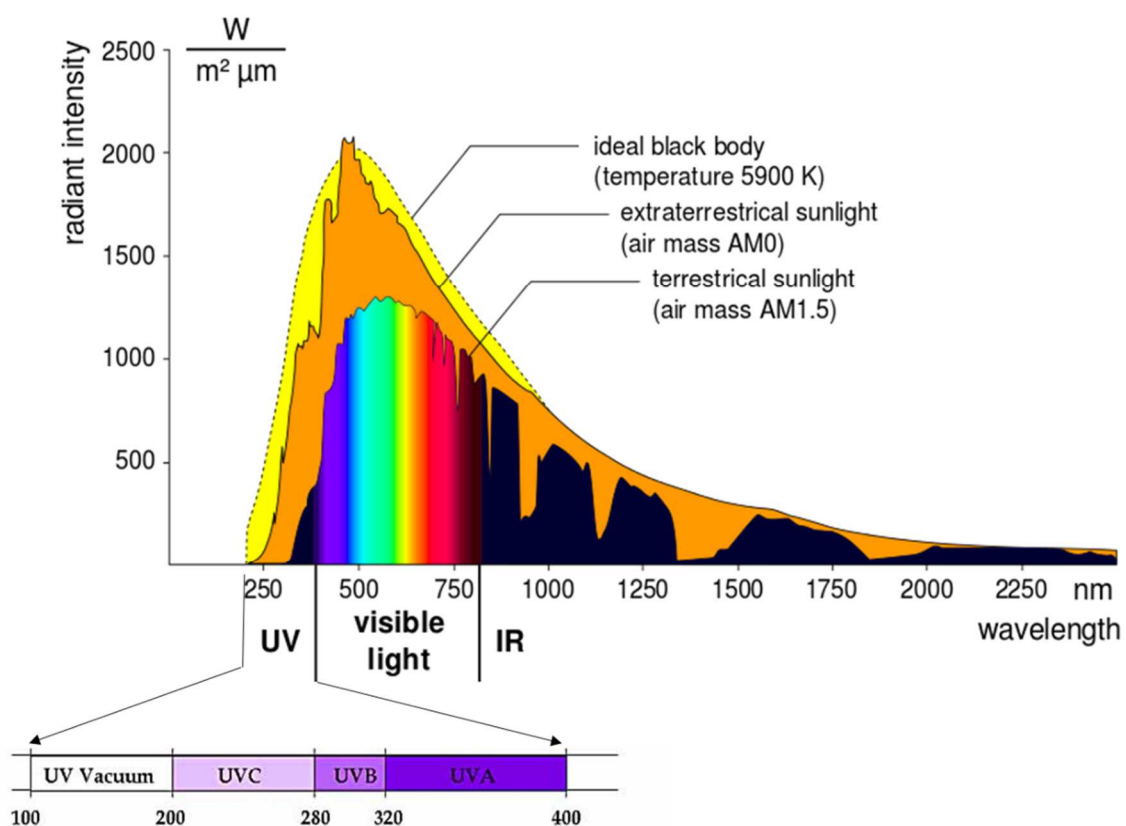 W
m² µm
radiant intensity
2500
2000
1500
1000
500
ideal black body
(temperature 5900 K)
extraterrestrical sunlight
(air mass AM0)
terrestrical sunlight
(air mass AM1.5)
250 500 750 1000 1250 1500 1750 2000 2250 nm
wavelength
UV
visible
light
IR
UV Vacuum UVC UVB UVA
100 200 280 320 400